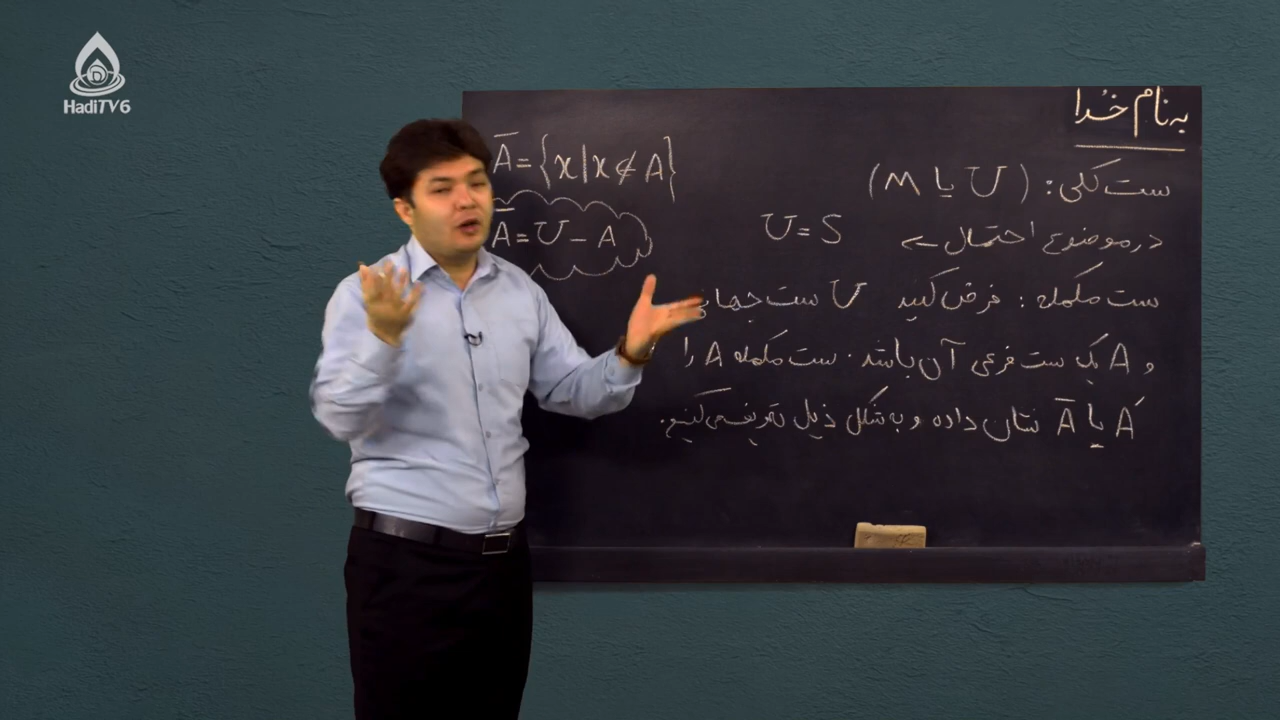 HadiTV6
به نام خدا
ست کلی: (U یا M)
در موضوع احتمال ← U = S
ست مکمله: فرض کنید U ست جهانی
و A یک ست فرعی آن باشد. ست مکمله A را
A′ یا Ā نشان داده و به شکل ذیل تعریف می‌کنیم.
Ā = {x | x ∉ A}
Ā = U − A